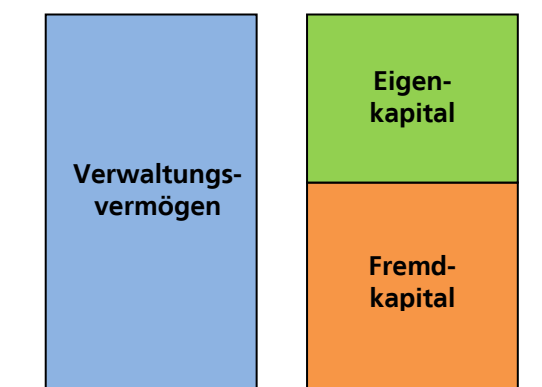 Verwaltungs-
vermögen
Eigen-
kapital
Fremd-
kapital